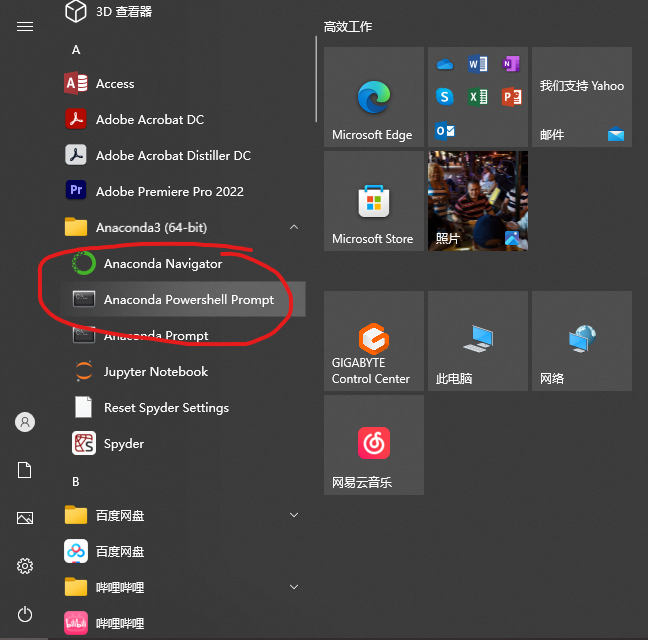 3D 查看器
A
Access
Adobe Acrobat DC
Adobe Acrobat Distiller DC
Adobe Premiere Pro 2022
Anaconda3 (64-bit)
Anaconda Navigator
Anaconda Powershell Prompt
Anaconda Prompt
Jupyter Notebook
Reset Spyder Settings
Spyder
B
百度网盘
百度网盘
哔哩哔哩
哔哩哔哩
高效工作
Microsoft Edge
我们支持 Yahoo
邮件
Microsoft Store
照片
GIGABYTE
Control Center
此电脑
网络
网易云音乐